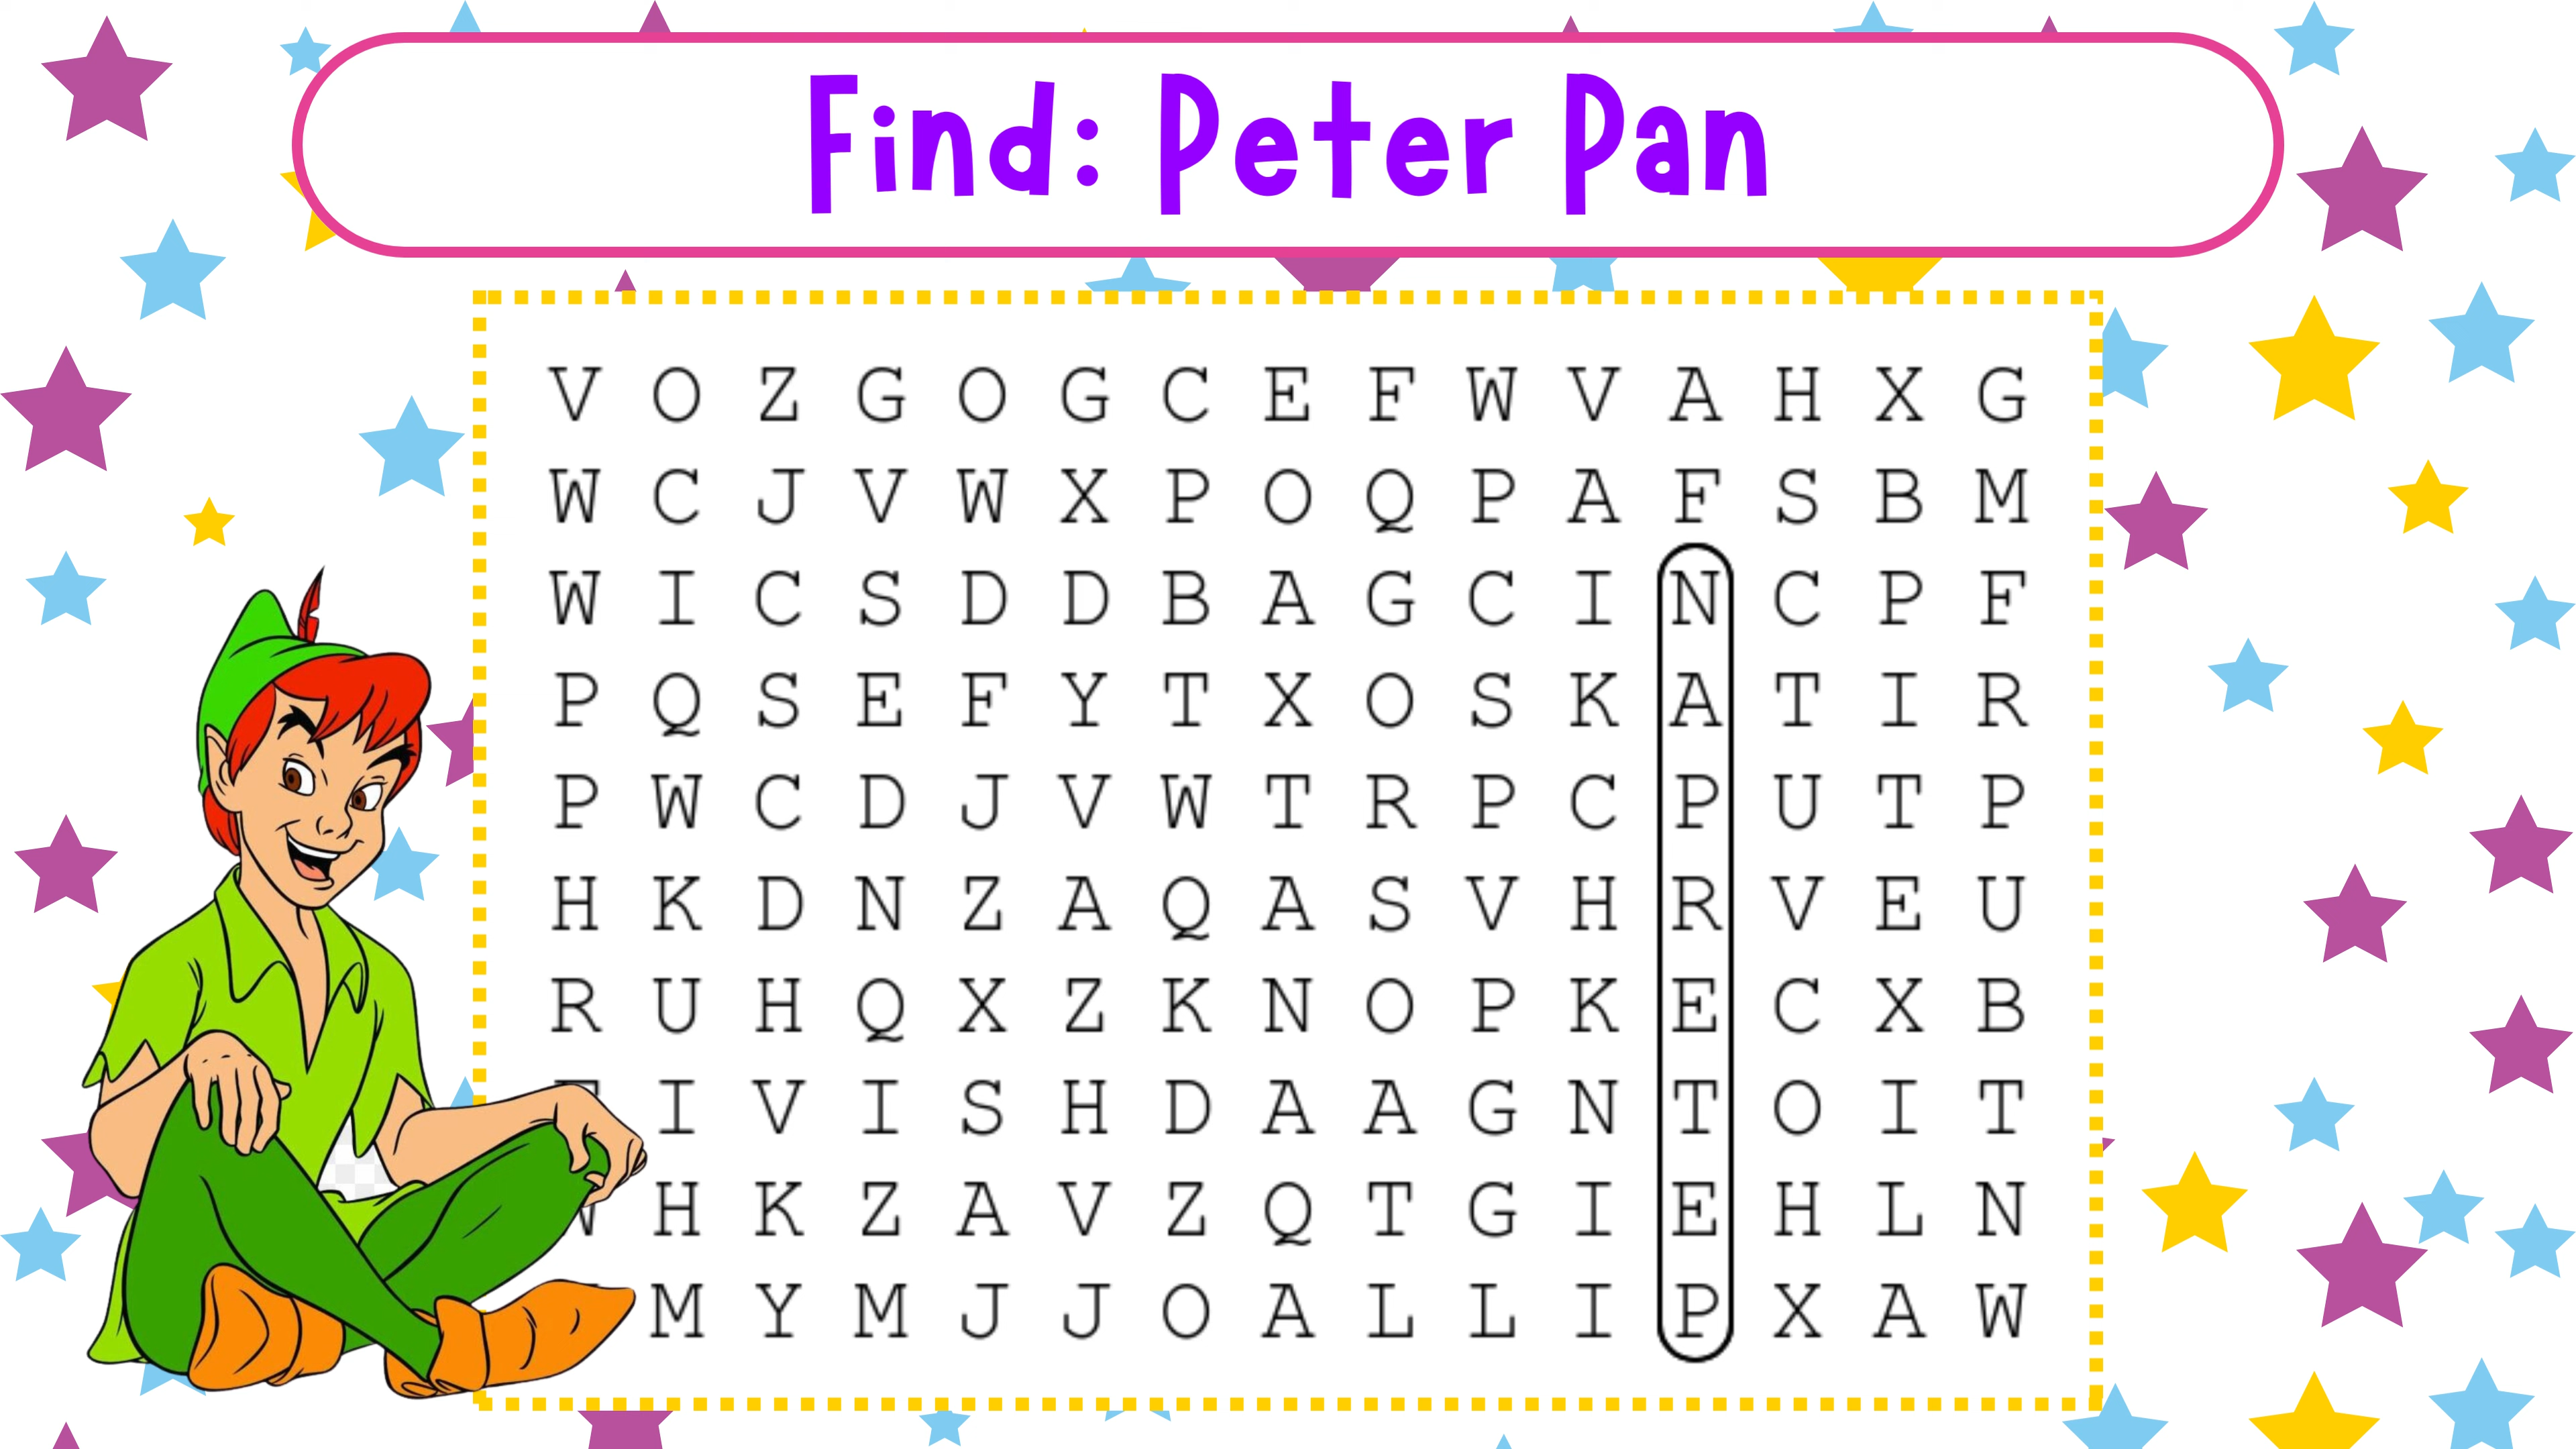 Find: Peter Pan
V O Z G O G C E F W V A H X G
W C J V W X P O Q P A F S B M
W I C S D D B A G C I N C P F
P Q S E F Y T X O S K A T I R
P W C D J V W T R P C P U T P
H K D N Z A Q A S V H R V E U
R U H Q X Z K N O P K E C X B
I V I S H D A A G N T O I T
H K Z A V Z Q T G I E H L N
M Y M J J O A L L I P X A W